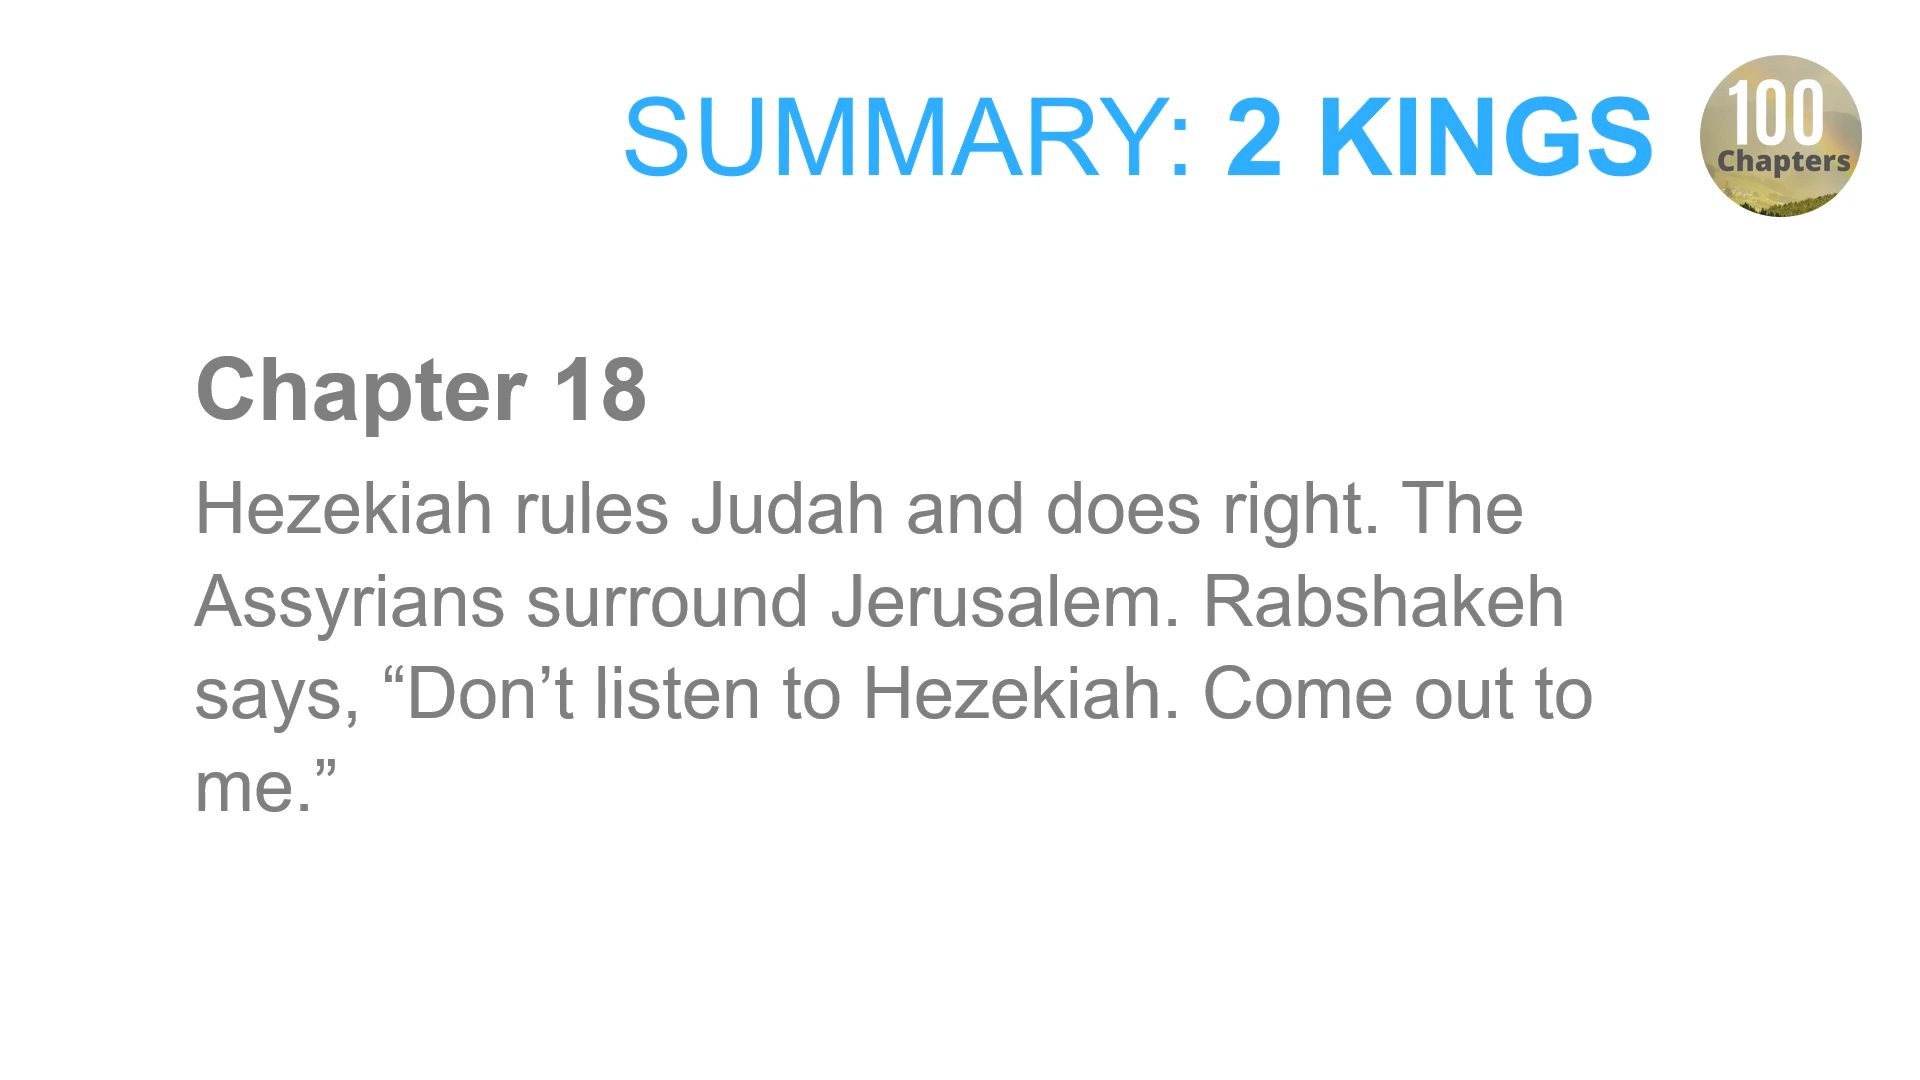 SUMMARY: 2 KINGS
100
Chapters
Chapter 18
Hezekiah rules Judah and does right. The
Assyrians surround Jerusalem. Rabshakeh
says, “Don’t listen to Hezekiah. Come out to
me.”